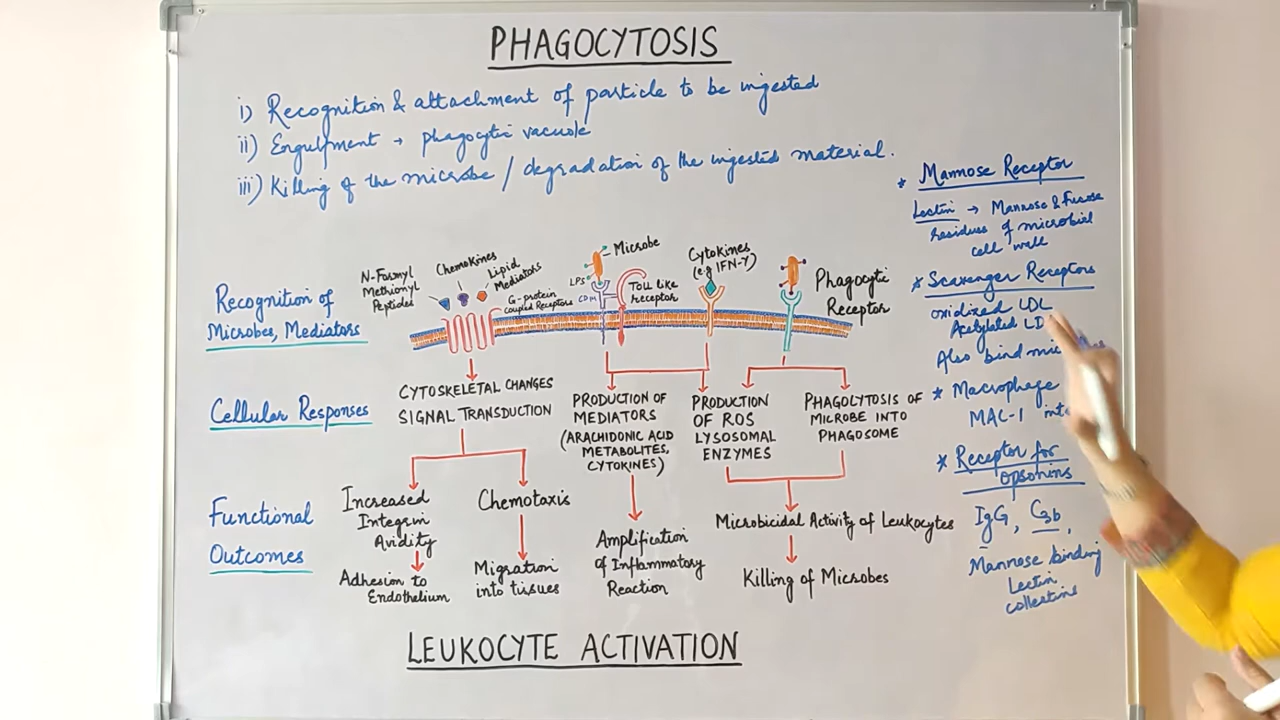 PHAGOCYTOSIS
i) Recognition & attachment of particle to be ingested
ii) Engulfment → phagocytic vacuole
iii) Killing of the microbe / degradation of the ingested material.
Recognition of
Microbes, Mediators
N-Formyl
Methionyl
Peptides
Chemokines
Lipid
Mediators
G-protein
coupled Receptors
Microbe
LPS
Toll like
receptor
Cytokines
(e.g IFN-γ)
Phagocytic
Receptor
Cellular Responses
CYTOSKELETAL CHANGES
SIGNAL TRANSDUCTION
PRODUCTION OF
MEDIATORS
(ARACHIDONIC ACID
METABOLITES,
CYTOKINES)
PRODUCTION
OF ROS
LYSOSOMAL
ENZYMES
PHAGOLYTOSIS OF
MICROBE INTO
PHAGOSOME
Functional
Outcomes
Increased
Integrin
Avidity
Adhesion to
Endothelium
Chemotaxis
Migration
into tissues
Amplification
of Inflammatory
Reaction
Microbicidal Activity of Leukocytes
Killing of Microbes
LEUKOCYTE ACTIVATION
* Mannose Receptor
Lectin → Mannose & Fucose
residues of microbial
cell wall
* Scavenger Receptors
oxidized LDL
Acetylated LD
Also bind mic
* Macrophage
MAC-1 int
* Receptor for
opsonins
IgG, C3b,
Mannose binding
Lectin
collectins